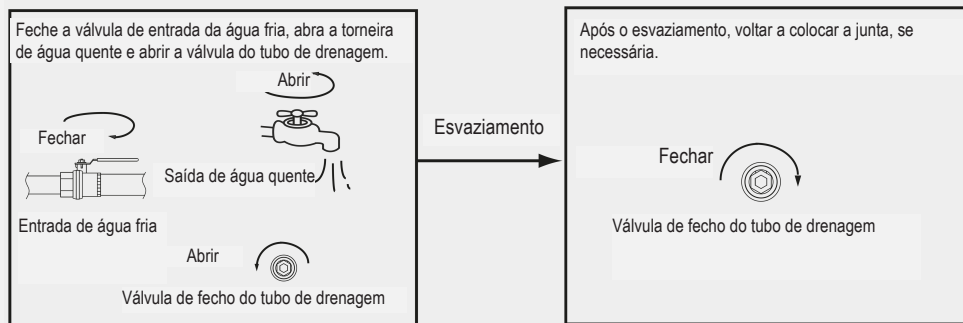 Feche a válvula de entrada da água fria, abra a torneira
de água quente e abrir a válvula do tubo de drenagem.
Abrir
Fechar
Saída de água quente
Entrada de água fria
Abrir
Válvula de fecho do tubo de drenagem
Esvaziamento
Após o esvaziamento, voltar a colocar a junta, se
necessária.
Fechar
Válvula de fecho do tubo de drenagem